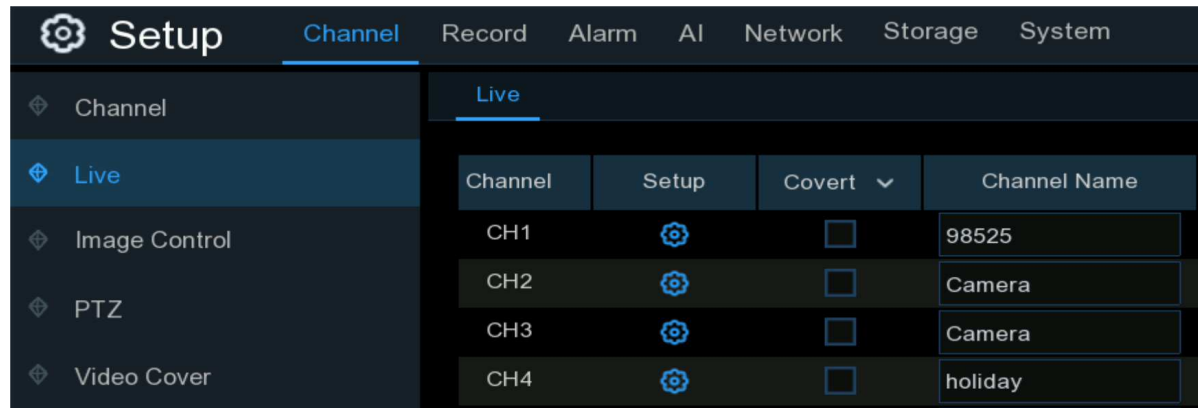 Setup Channel Record Alarm AI Network Storage System
Channel
Live
Image Control
PTZ
Video Cover
Live
Channel Setup Covert Channel Name
CH1 98525
CH2 Camera
CH3 Camera
CH4 holiday